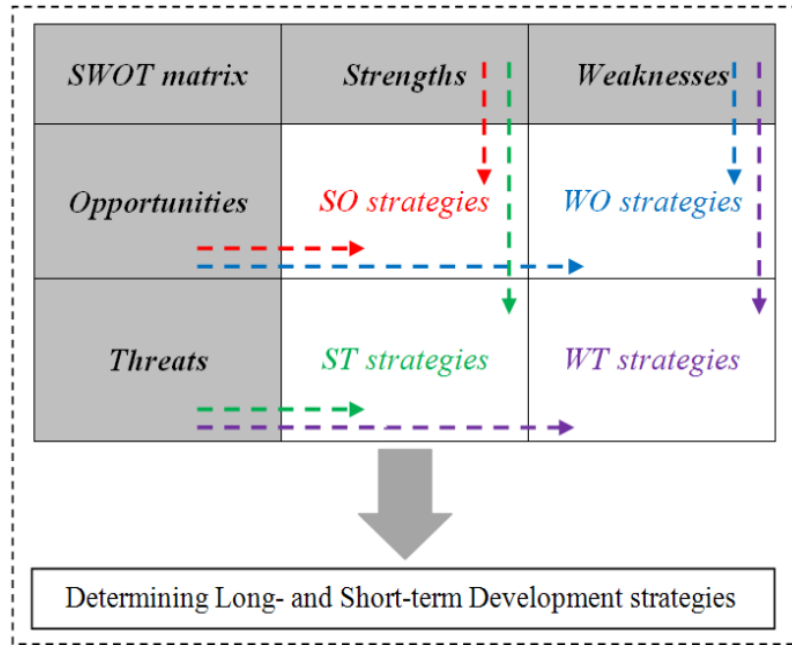 SWOT matrix
Strengths
Weaknesses
Opportunities
SO strategies
WO strategies
Threats
ST strategies
WT strategies
Determining Long- and Short-term Development strategies